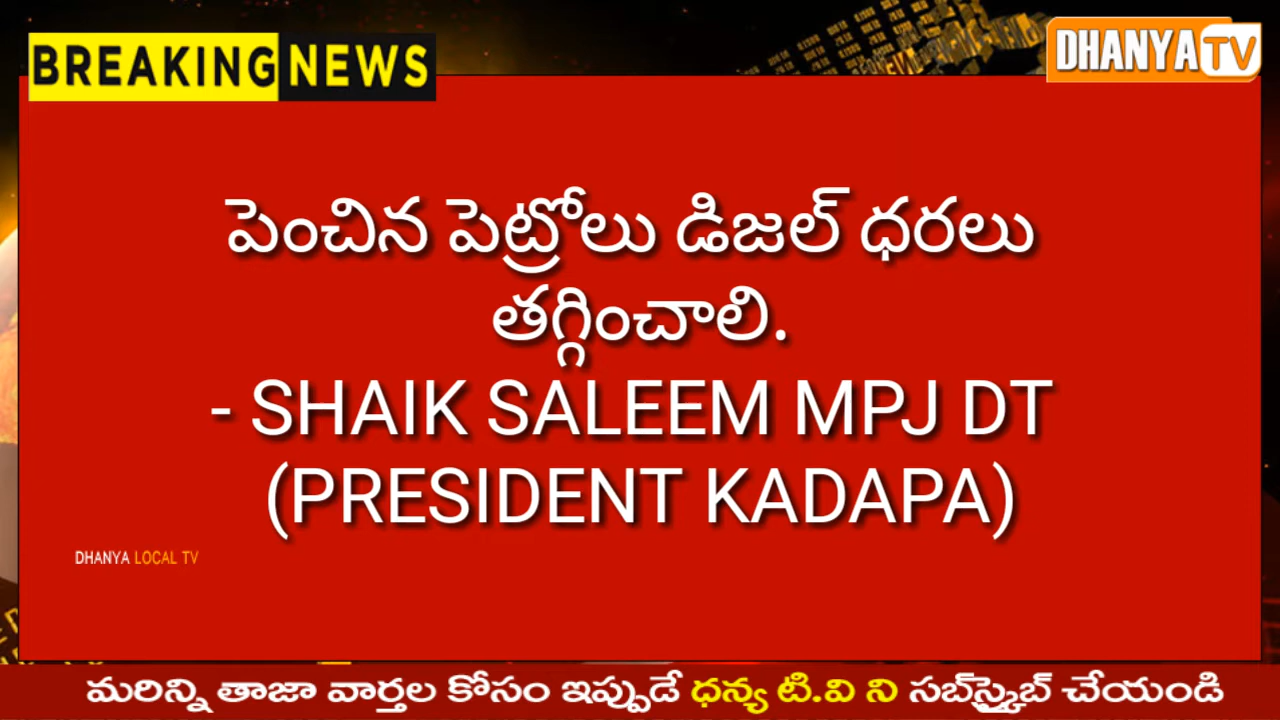 BREAKING NEWS
DHANYA TV
పెంచిన పెట్రోలు డిజల్ ధరలు
తగ్గించాలి.
- SHAIK SALEEM MPJ DT
(PRESIDENT KADAPA)
DHANYA LOCAL TV
మరిన్ని తాజా వార్తల కోసం ఇప్పుడే ధన్య టి.వి ని సబ్‌స్క్రైబ్ చేయండి